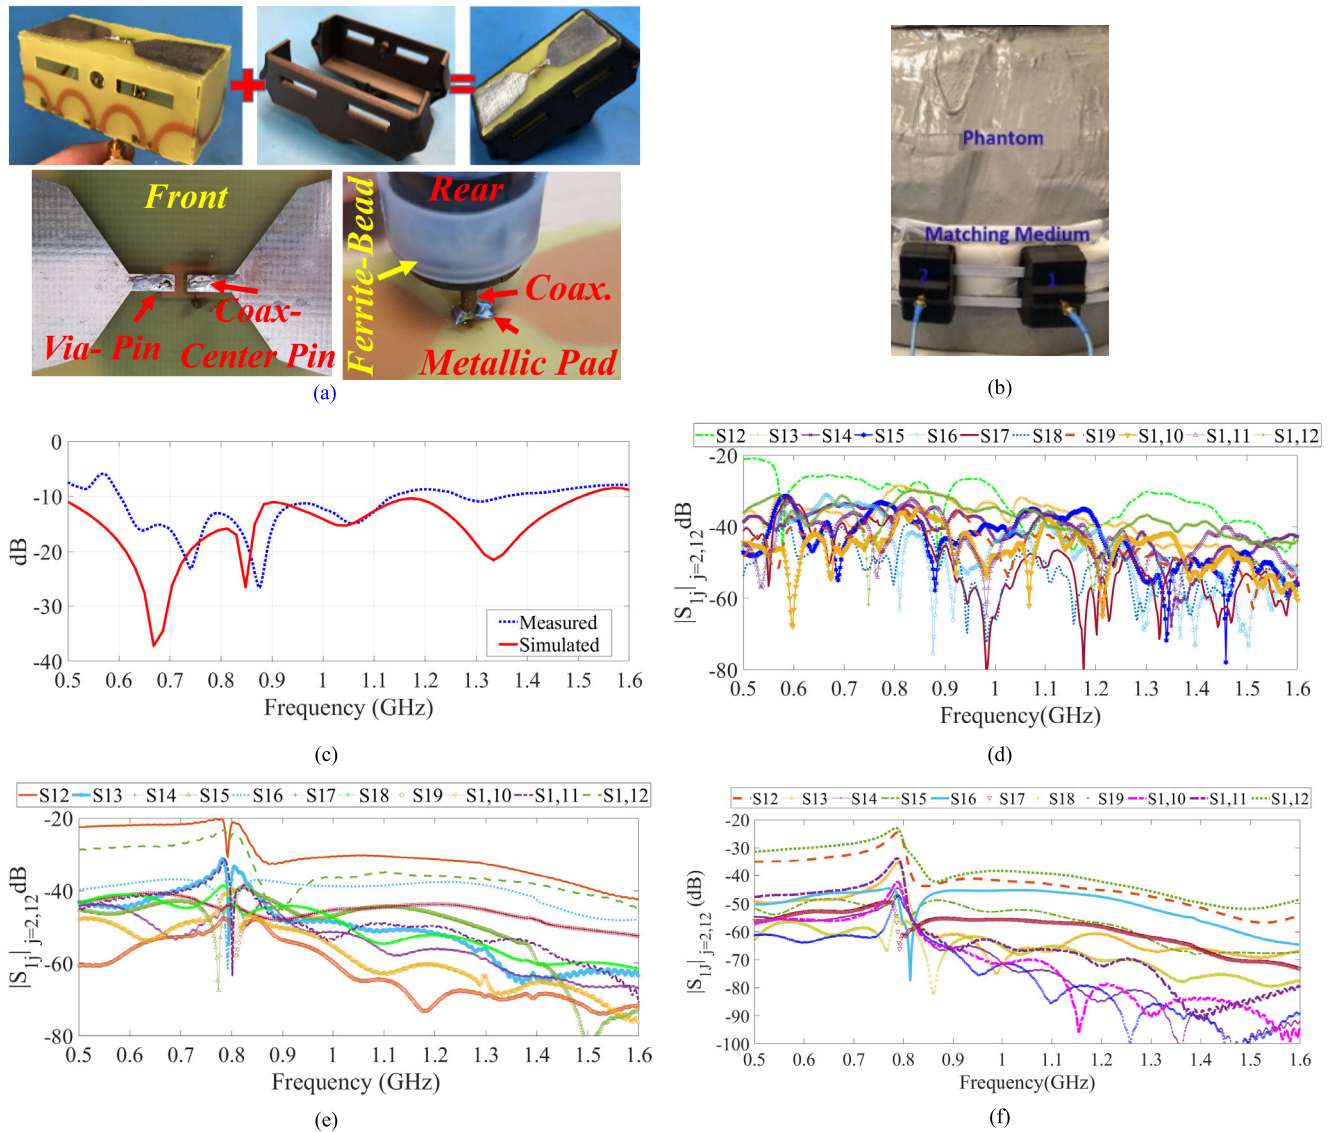 Front
Via- Pin
Coax-
Center Pin
Ferrite-Bead
Rear
Coax.
Metallic Pad
(a)
Phantom
Matching Medium
2
1
(b)
0
-10
-20
-30
-40
dB
Measured
Simulated
0.5 0.6 0.7 0.8 0.9 1 1.1 1.2 1.3 1.4 1.5 1.6
Frequency (GHz)
(c)
S12 S13 S14 S15 S16 S17 S18 S19 S1,10 S1,11 S1,12
-20
-40
-60
-80
|S1j| j=2,12 dB
0.5 0.6 0.7 0.8 0.9 1 1.1 1.2 1.3 1.4 1.5 1.6
Frequency(GHz)
(d)
S12 S13 S14 S15 S16 S17 S18 S19 S1,10 S1,11 S1,12
-20
-40
-60
-80
|S1j| j=2,12 dB
0.5 0.6 0.7 0.8 0.9 1 1.1 1.2 1.3 1.4 1.5 1.6
Frequency (GHz)
(e)
S12 S13 S14 S15 S16 S17 S18 S19 S1,10 S1,11 S1,12
-20
-30
-40
-50
-60
-70
-80
-90
-100
|S1J| j=2,12 (dB)
0.5 0.6 0.7 0.8 0.9 1 1.1 1.2 1.3 1.4 1.5 1.6
Frequency(GHz)
(f)